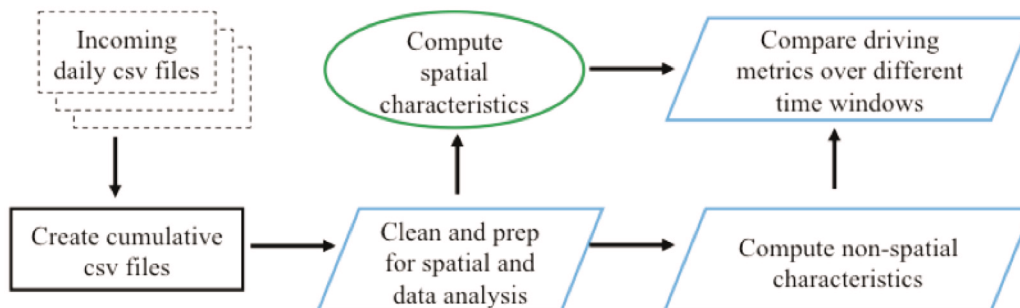 Incoming
daily csv files
Compute
spatial
characteristics
Compare driving
metrics over different
time windows
Create cumulative
csv files
Clean and prep
for spatial and
data analysis
Compute non-spatial
characteristics